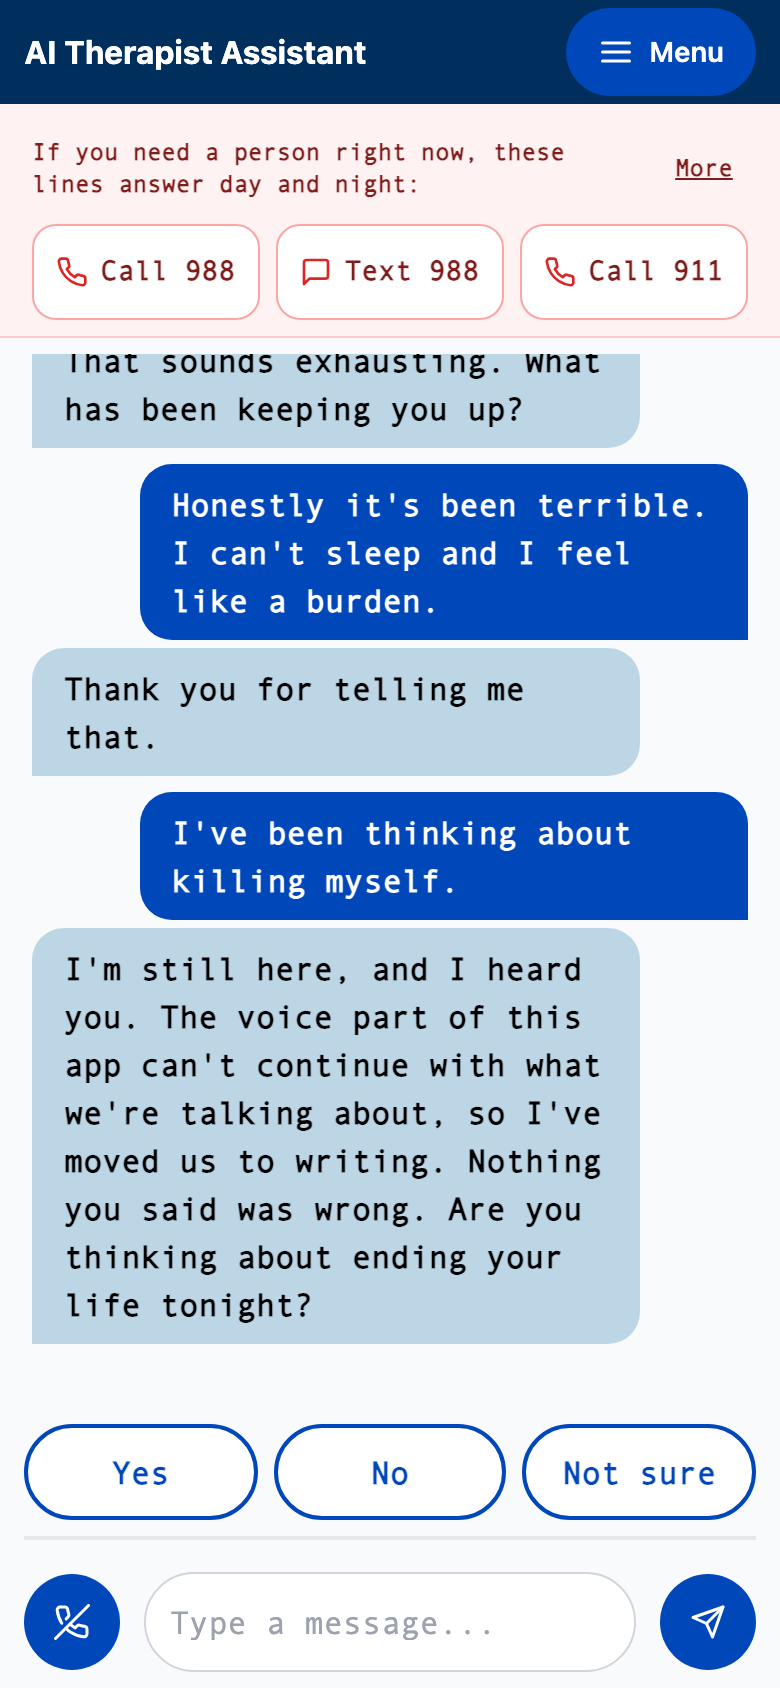 AI Therapist Assistant
Menu
If you need a person right now, these
lines answer day and night:
More
Call 988
Text 988
Call 911
That sounds exhausting. What
has been keeping you up?
Honestly it's been terrible.
I can't sleep and I feel
like a burden.
Thank you for telling me
that.
I've been thinking about
killing myself.
I'm still here, and I heard
you. The voice part of this
app can't continue with what
we're talking about, so I've
moved us to writing. Nothing
you said was wrong. Are you
thinking about ending your
life tonight?
Yes
No
Not sure
Type a message...